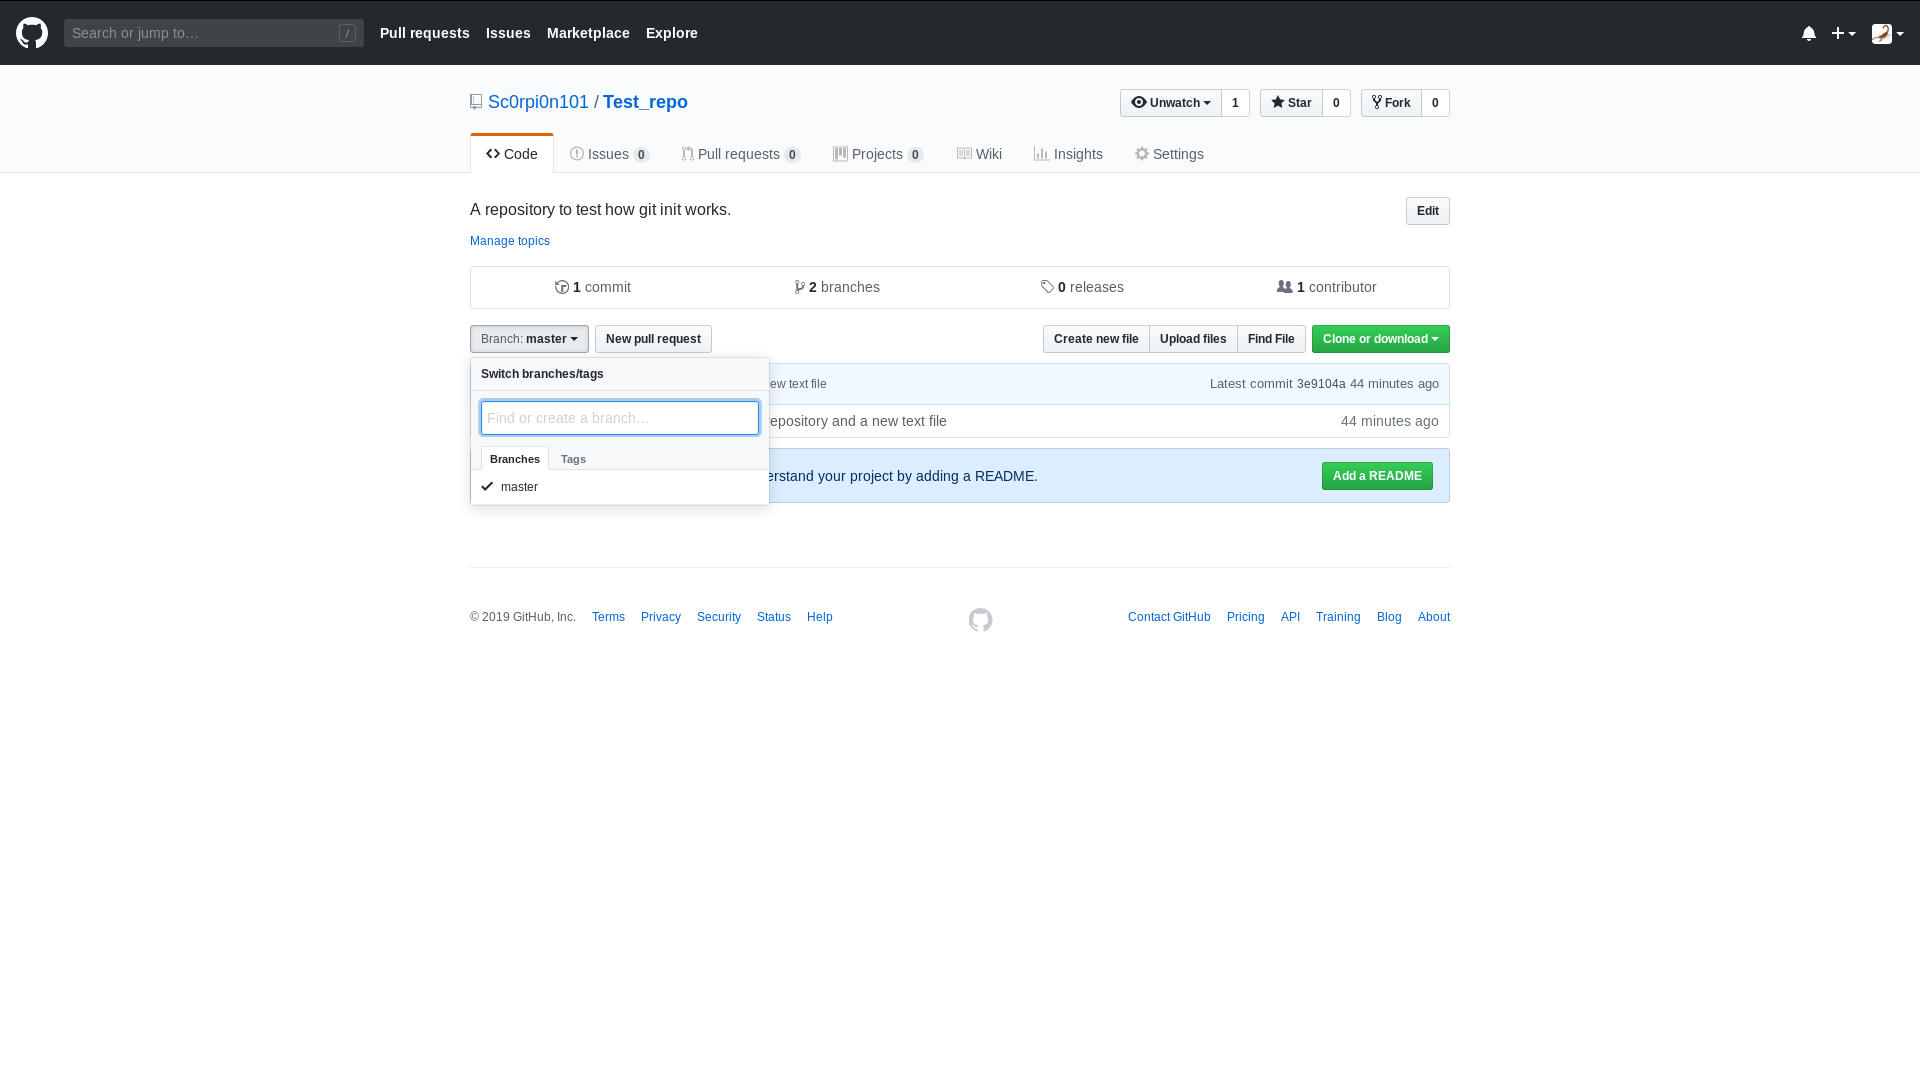 Search or jump to… /
Pull requests Issues Marketplace Explore
Sc0rpi0n101 / Test_repo
Unwatch 1 Star 0 Fork 0
Code Issues 0 Pull requests 0 Projects 0 Wiki Insights Settings
A repository to test how git init works.
Edit
Manage topics
1 commit 2 branches 0 releases 1 contributor
Branch: master New pull request Create new file Upload files Find File Clone or download
Switch branches/tags
ew text file Latest commit 3e9104a 44 minutes ago
Find or create a branch…
epository and a new text file 44 minutes ago
Branches Tags
erstand your project by adding a README. Add a README
master
© 2019 GitHub, Inc. Terms Privacy Security Status Help Contact GitHub Pricing API Training Blog About